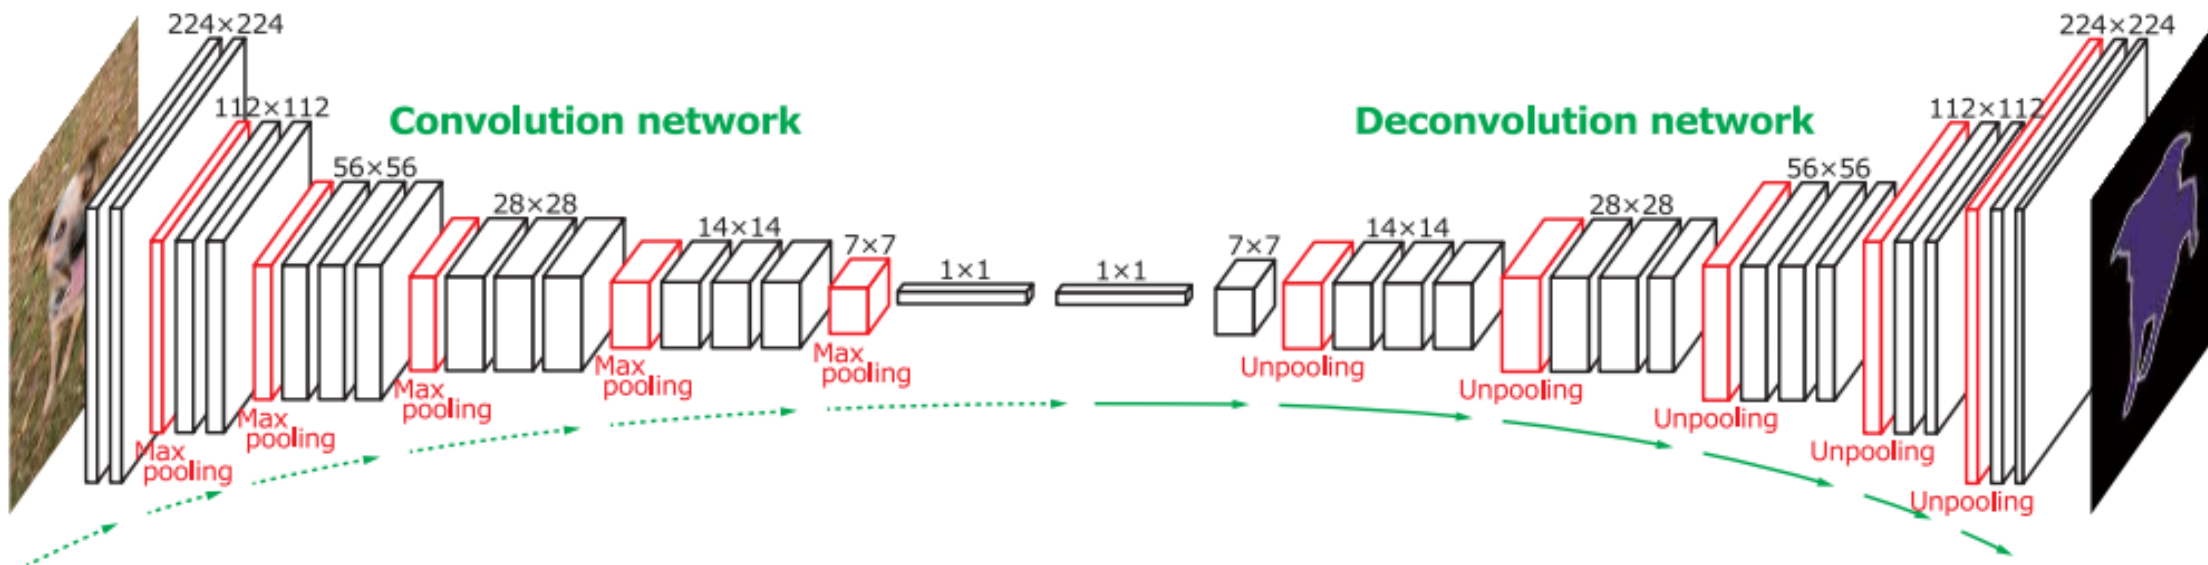 224×224
112×112
Convolution network
56×56
28×28
14×14
7×7
1×1
1×1
7×7
14×14
28×28
56×56
Deconvolution network
112×112
224×224
Max
pooling
Max
pooling
Max
pooling
Max
pooling
Max
pooling
Unpooling
Unpooling
Unpooling
Unpooling
Unpooling